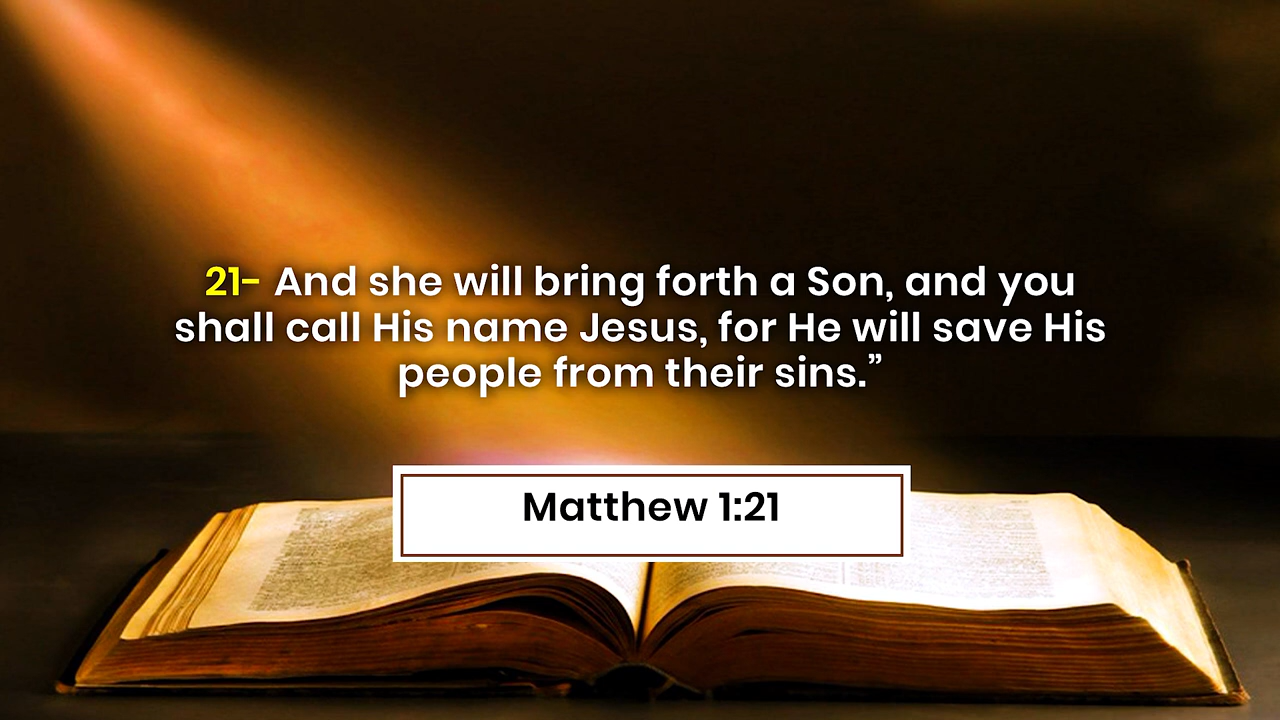 21- And she will bring forth a Son, and you
shall call His name Jesus, for He will save His
people from their sins.”
Matthew 1:21